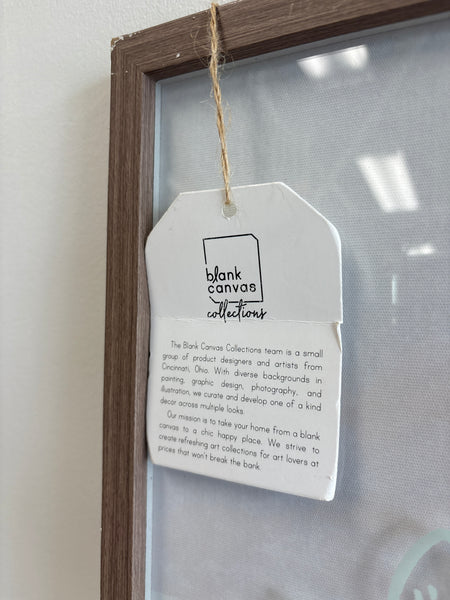 blank
canvas
collections
The Blank Canvas Collections team is a small
group of product designers and artists from
Cincinnati, Ohio. With diverse backgrounds in
painting, graphic design, photography, and
illustration, we curate and develop one of a kind
decor across multiple looks.
Our mission is to take your home from a blank
canvas to a chic happy place. We strive to
create refreshing art collections for art lovers at
prices that won't break the bank.